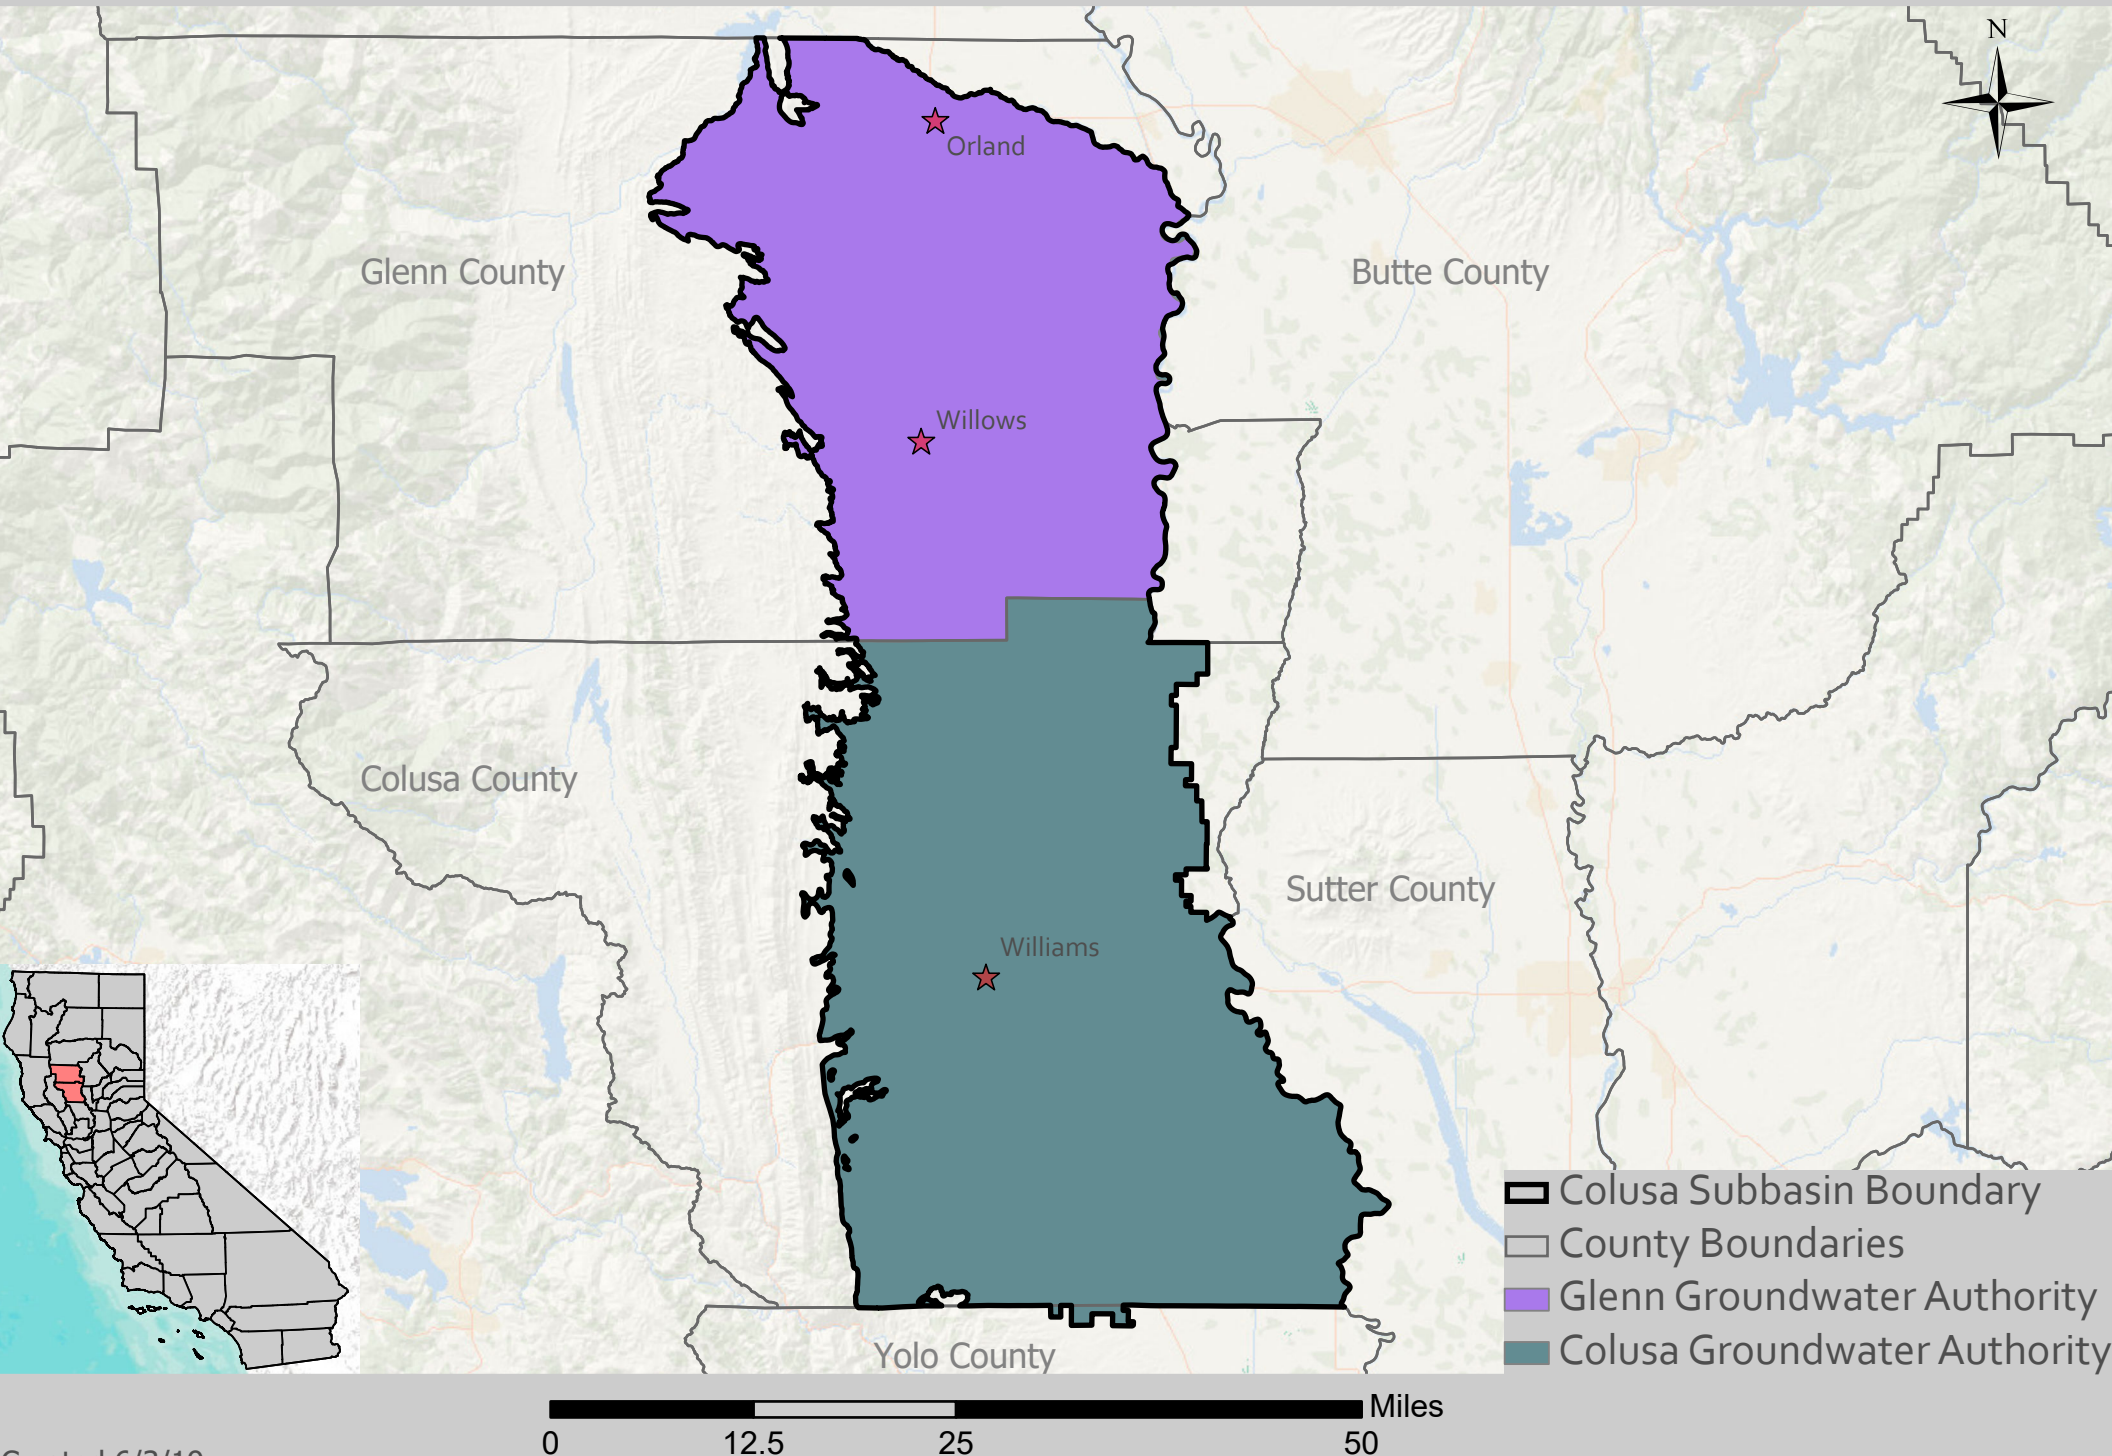 N
Orland
Glenn County
Butte County
Willows
Colusa County
Sutter County
Williams
Yolo County
Colusa Subbasin Boundary
County Boundaries
Glenn Groundwater Authority
Colusa Groundwater Authority
Miles
0 12.5 25 50